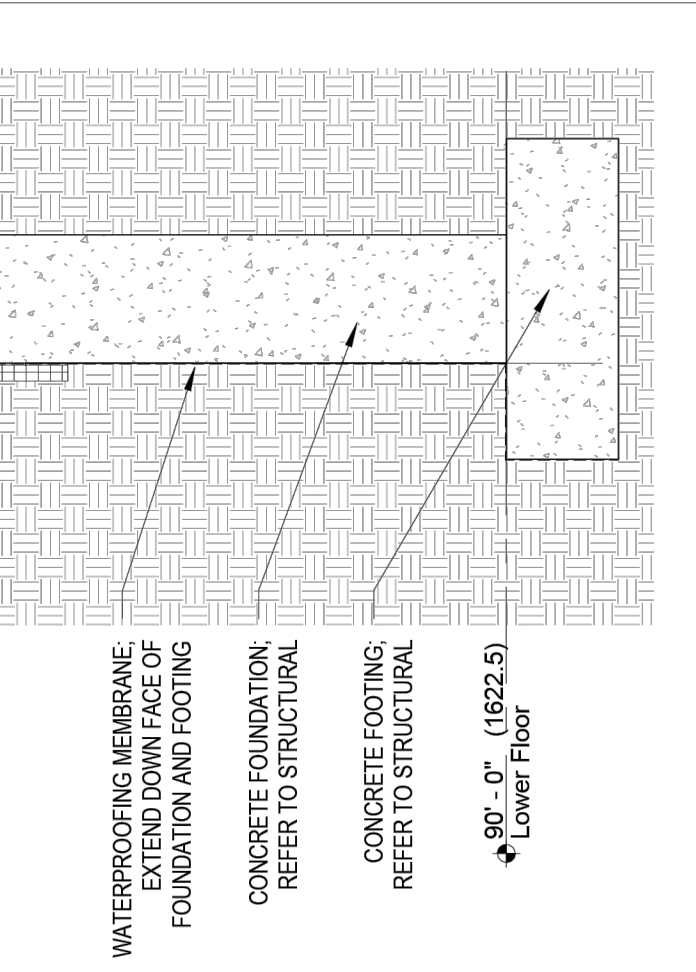 WATERPROOFING MEMBRANE;
EXTEND DOWN FACE OF
FOUNDATION AND FOOTING
CONCRETE FOUNDATION;
REFER TO STRUCTURAL
CONCRETE FOOTING;
REFER TO STRUCTURAL
90' - 0" (1622.5)
Lower Floor